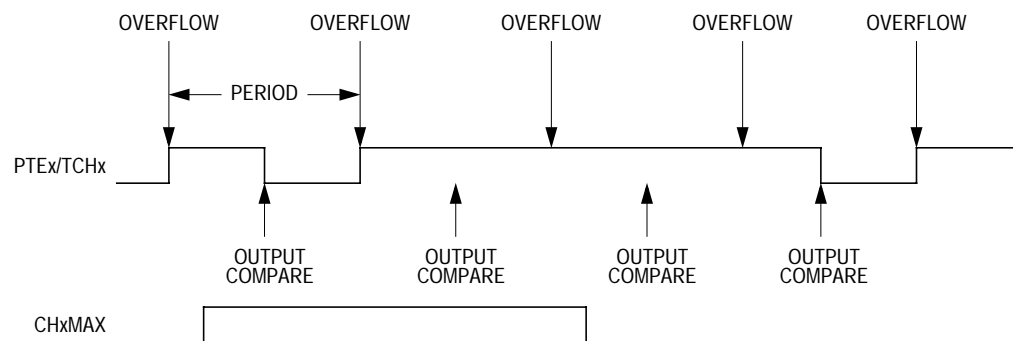 OVERFLOW OVERFLOW OVERFLOW OVERFLOW OVERFLOW
PERIOD
PTEx/TCHx
OUTPUT COMPARE
OUTPUT COMPARE
OUTPUT COMPARE
OUTPUT COMPARE
CHxMAX